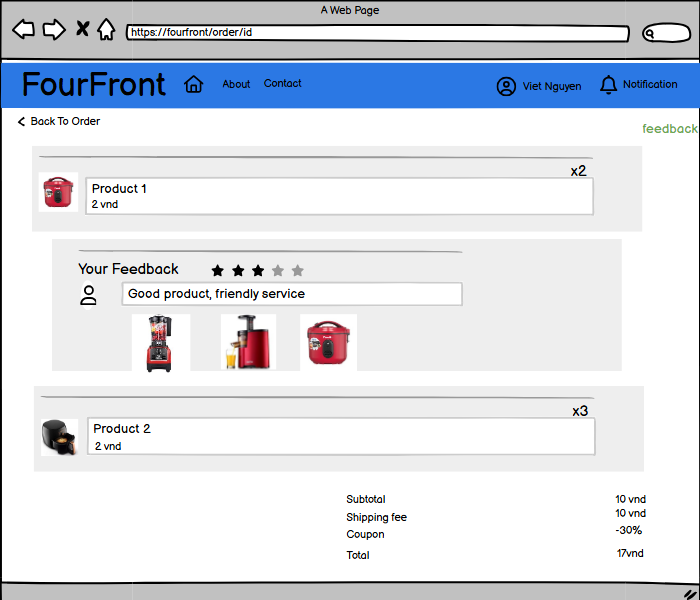 A Web Page
https://fourfront/order/id
FourFront
About
Contact
Viet Nguyen
Notification
Back To Order
feedback
x2
Product 1
2 vnd
Your Feedback
Good product, friendly service
x3
Product 2
2 vnd
Subtotal 10 vnd
Shipping fee 10 vnd
Coupon -30%
Total 17vnd